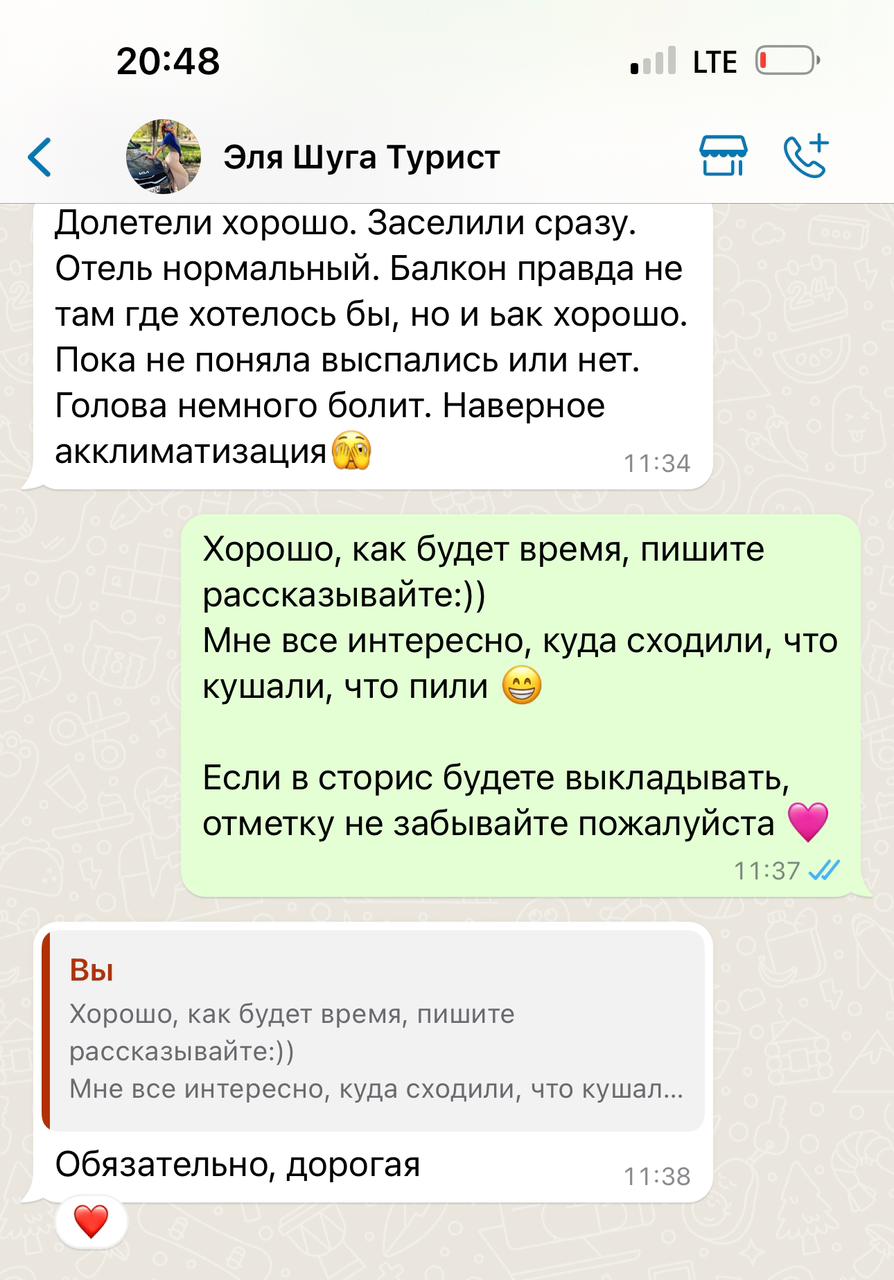 20:48
LTE
Эля Шуга Турист
Долетели хорошо. Заселили сразу.
Отель нормальный. Балкон правда не
там где хотелось бы, но и ьак хорошо.
Пока не поняла выспались или нет.
Голова немного болит. Наверное
акклиматизация🫣
11:34
Хорошо, как будет время, пишите
рассказывайте:))
Мне все интересно, куда сходили, что
кушали, что пили 😁
Если в сторис будете выкладывать,
отметку не забывайте пожалуйста 🩷
11:37
Вы
Хорошо, как будет время, пишите
рассказывайте:))
Мне все интересно, куда сходили, что кушал...
Обязательно, дорогая
11:38
❤️